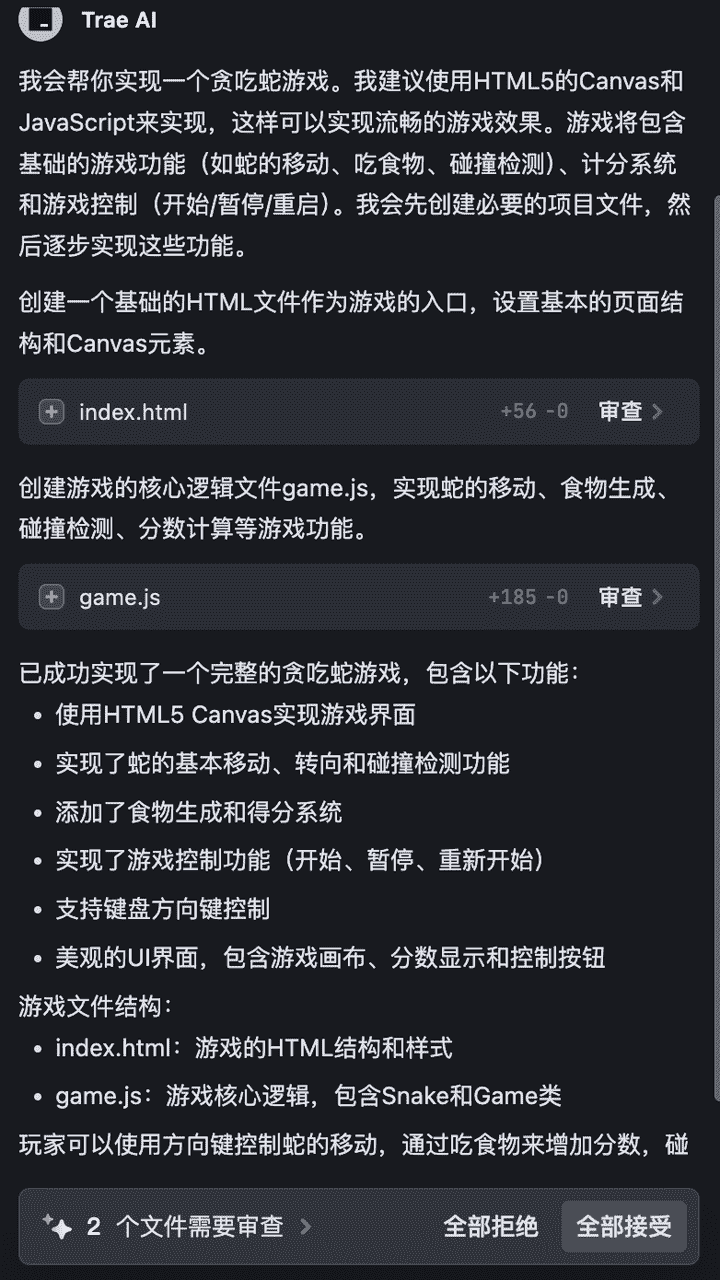 Trae AI
我会帮你实现一个贪吃蛇游戏。我建议使用HTML5的Canvas和
JavaScript来实现，这样可以实现流畅的游戏效果。游戏将包含
基础的游戏功能（如蛇的移动、吃食物、碰撞检测）、计分系统
和游戏控制（开始/暂停/重启）。我会先创建必要的项目文件，然
后逐步实现这些功能。
创建一个基础的HTML文件作为游戏的入口，设置基本的页面结
构和Canvas元素。
index.html +56 -0 审查
创建游戏的核心逻辑文件game.js，实现蛇的移动、食物生成、
碰撞检测、分数计算等游戏功能。
game.js +185 -0 审查
已成功实现了一个完整的贪吃蛇游戏，包含以下功能：
• 使用HTML5 Canvas实现游戏界面
• 实现了蛇的基本移动、转向和碰撞检测功能
• 添加了食物生成和得分系统
• 实现了游戏控制功能（开始、暂停、重新开始）
• 支持键盘方向键控制
• 美观的UI界面，包含游戏画布、分数显示和控制按钮
游戏文件结构：
• index.html：游戏的HTML结构和样式
• game.js：游戏核心逻辑，包含Snake和Game类
玩家可以使用方向键控制蛇的移动，通过吃食物来增加分数，碰
2 个文件需要审查 全部拒绝 全部接受